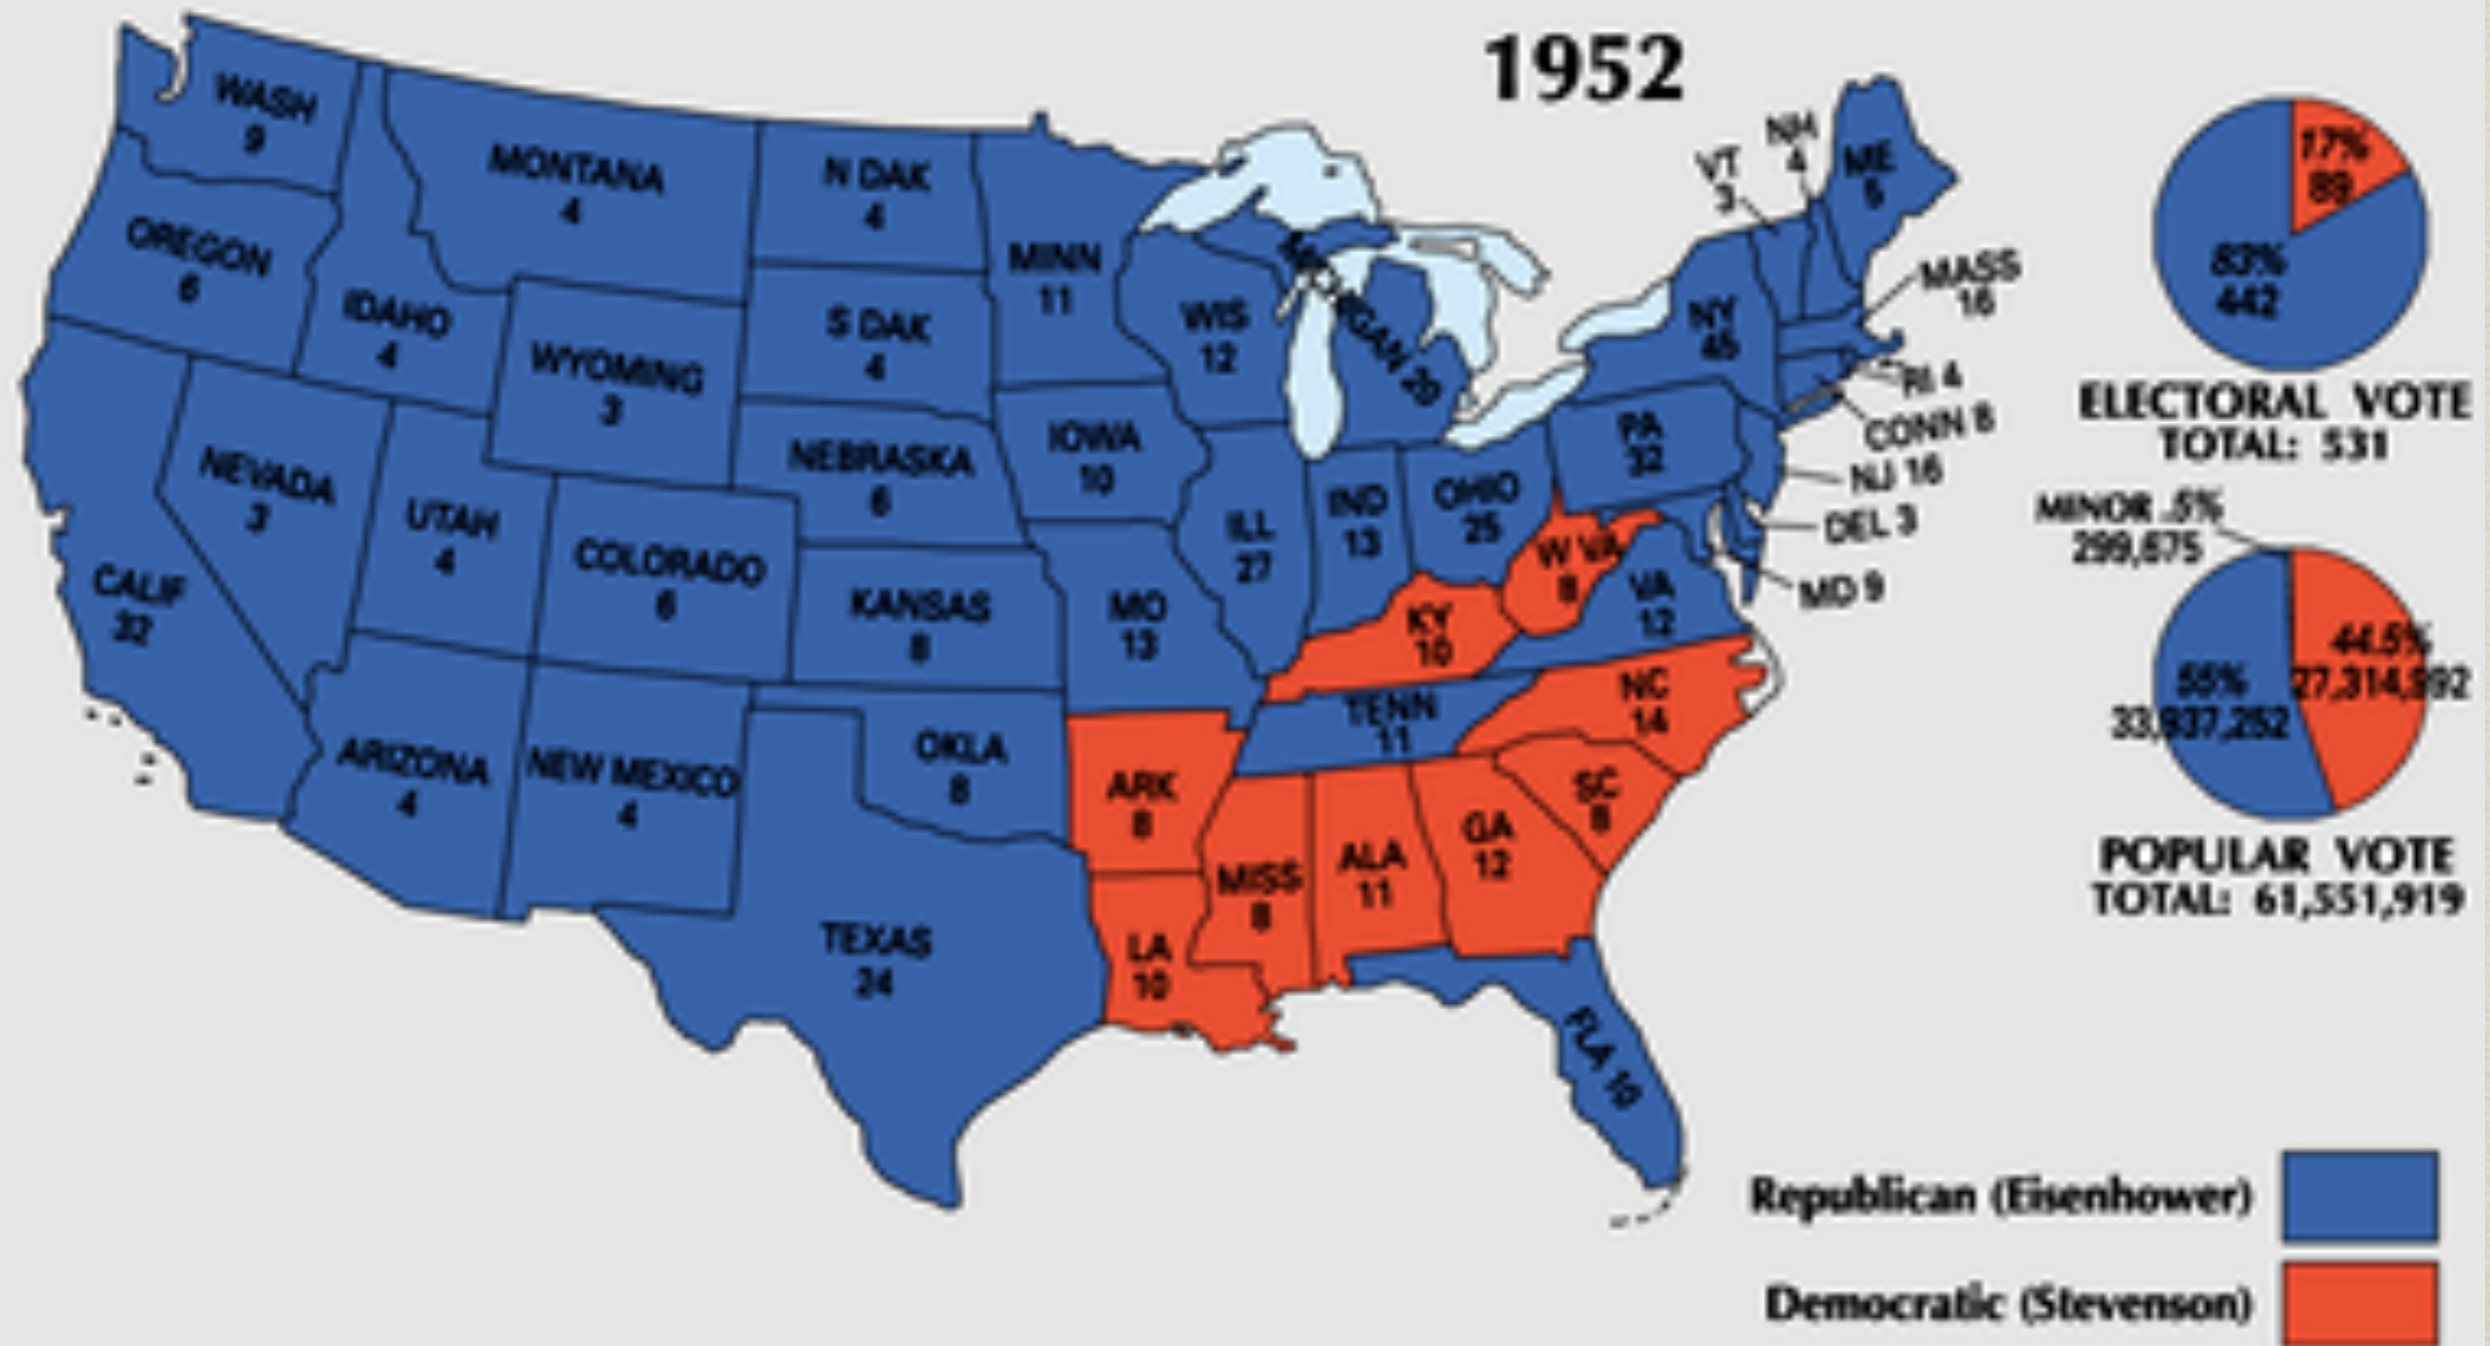 1952
WASH
9
MONTANA
4
N DAK
4
MINN
11
VT
3
NH
4
ME
5
OREGON
6
IDAHO
4
WYOMING
3
S DAK
4
WIS
12
NY
45
MASS
16
RI 4
CONN 8
NJ 16
DEL 3
MD 9
NEVADA
3
UTAH
4
COLORADO
6
NEBRASKA
6
IOWA
10
ILL
27
IND
13
OHIO
25
PA
32
CALIF
32
KANSAS
8
MO
13
KY
10
W VA
8
VA
12
ARIZONA
4
NEW MEXICO
4
OKLA
8
ARK
8
TENN
11
NC
14
SC
8
TEXAS
24
LA
10
MISS
8
ALA
11
GA
12
FLA 10
17%
89
83%
442
ELECTORAL VOTE
TOTAL: 531
MINOR .5%
299,675
44.5%
55%
POPULAR VOTE
TOTAL: 61,551,919
Republican (Eisenhower)
Democratic (Stevenson)